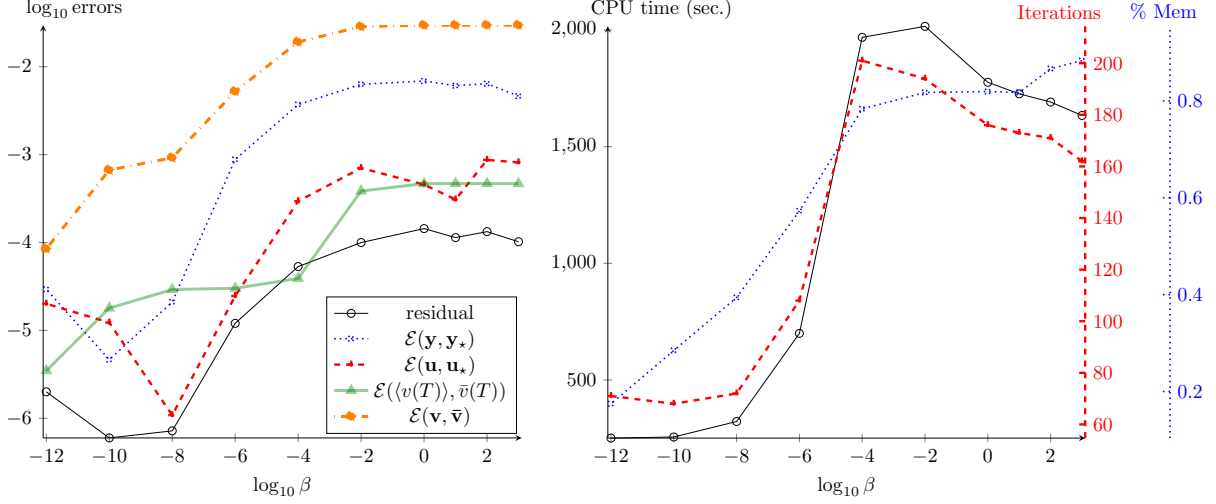 log₁₀ errors
−2
−3
−4
−5
−6
−12 −10 −8 −6 −4 −2 0 2
log₁₀ β
residual
ℰ(𝐲, 𝐲⋆)
ℰ(𝐮, 𝐮⋆)
ℰ(⟨v(T)⟩, v̄(T))
ℰ(𝐯, 𝐯̄)
CPU time (sec.)
Iterations
% Mem
2,000
1,500
1,000
500
200
180
160
140
120
100
80
60
0.8
0.6
0.4
0.2
−12 −10 −8 −6 −4 −2 0 2
log₁₀ β